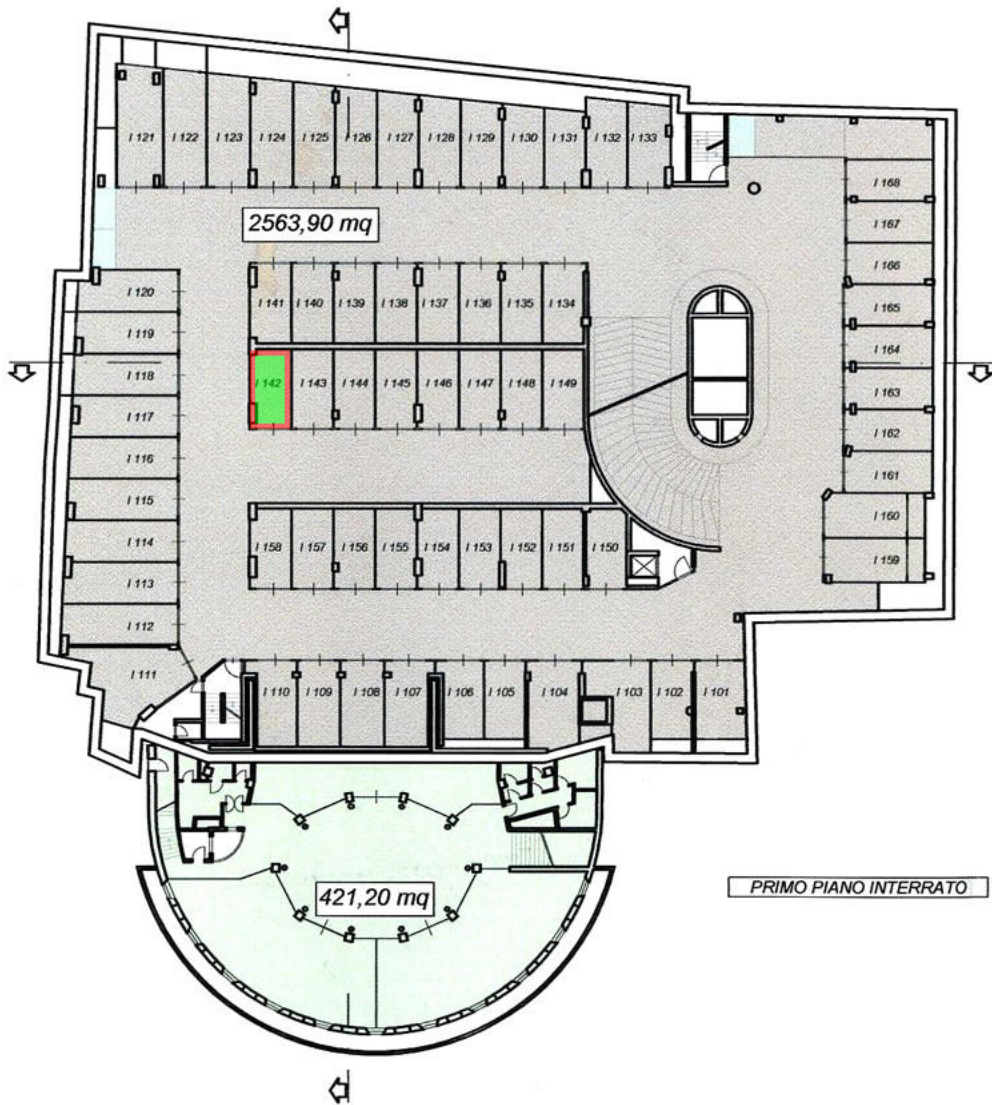 I 121 I 122 I 123 I 124 I 125 I 126 I 127 I 128 I 129 I 130 I 131 I 132 I 133
I 168
I 167
2563,90 mq
I 166
I 120
I 141 I 140 I 139 I 138 I 137 I 136 I 135 I 134
I 165
I 119
I 164
I 118
I 142 I 143 I 144 I 145 I 146 I 147 I 148 I 149
I 163
I 117
I 162
I 116
I 161
I 115
I 160
I 114
I 158 I 157 I 156 I 155 I 154 I 153 I 152 I 151 I 150
I 159
I 113
I 112
I 111
I 110 I 109 I 108 I 107 I 106 I 105 I 104 I 103 I 102 I 101
421,20 mq
PRIMO PIANO INTERRATO